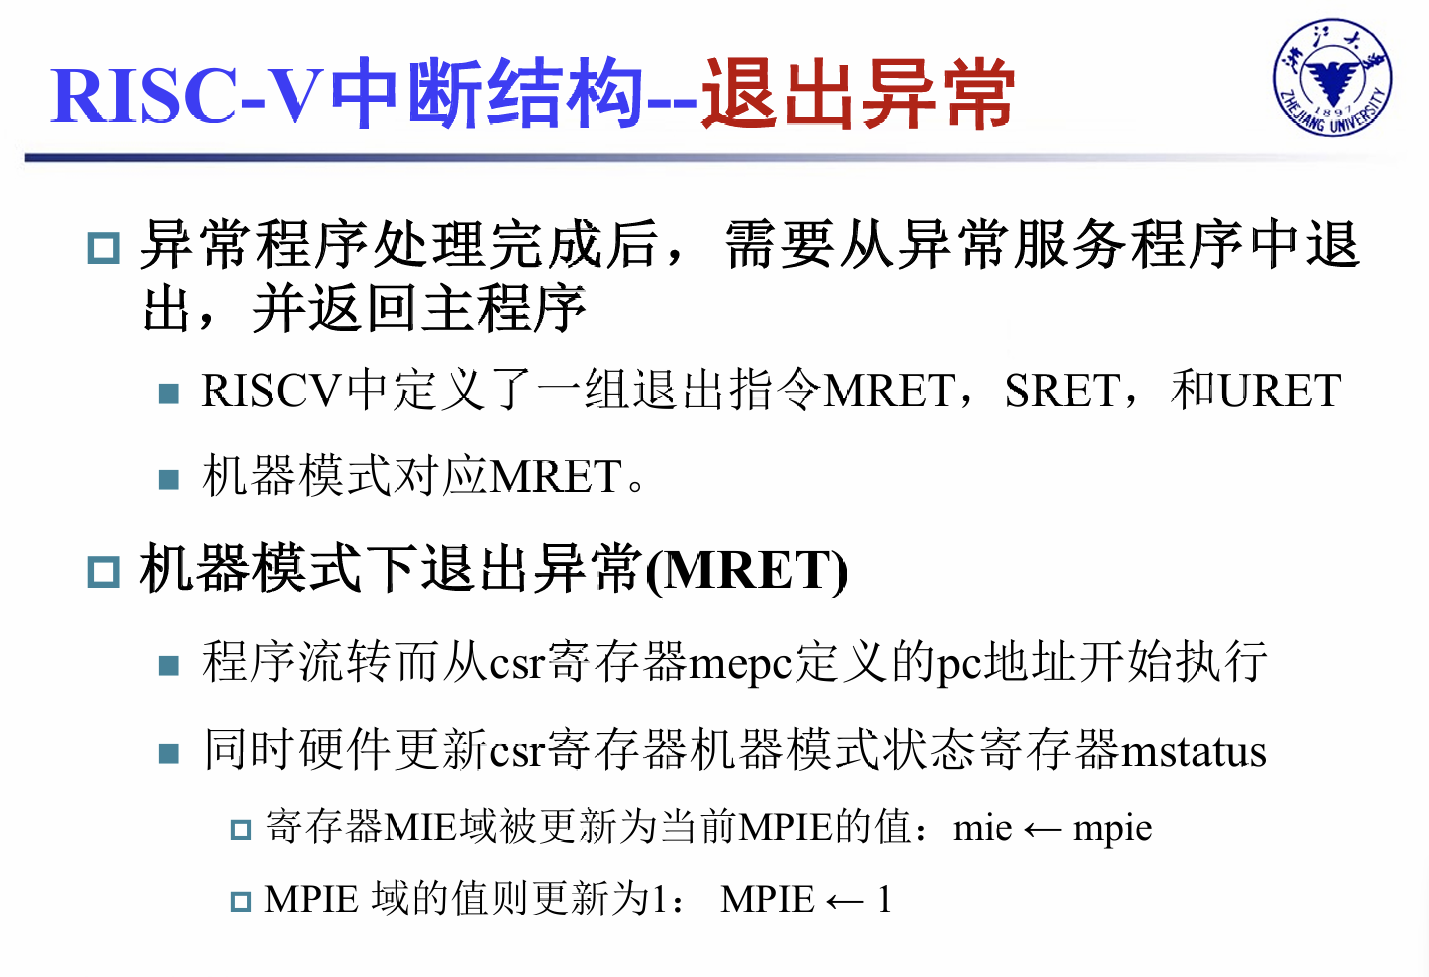 RISC-V中断结构--退出异常
浙江大学
ZHEJIANG UNIVERSITY
1897
异常程序处理完成后，需要从异常服务程序中退
出，并返回主程序
RISCV中定义了一组退出指令MRET，SRET，和URET
机器模式对应MRET。
机器模式下退出异常(MRET)
程序流转而从csr寄存器mepc定义的pc地址开始执行
同时硬件更新csr寄存器机器模式状态寄存器mstatus
寄存器MIE域被更新为当前MPIE的值：mie ← mpie
MPIE 域的值则更新为1： MPIE ← 1